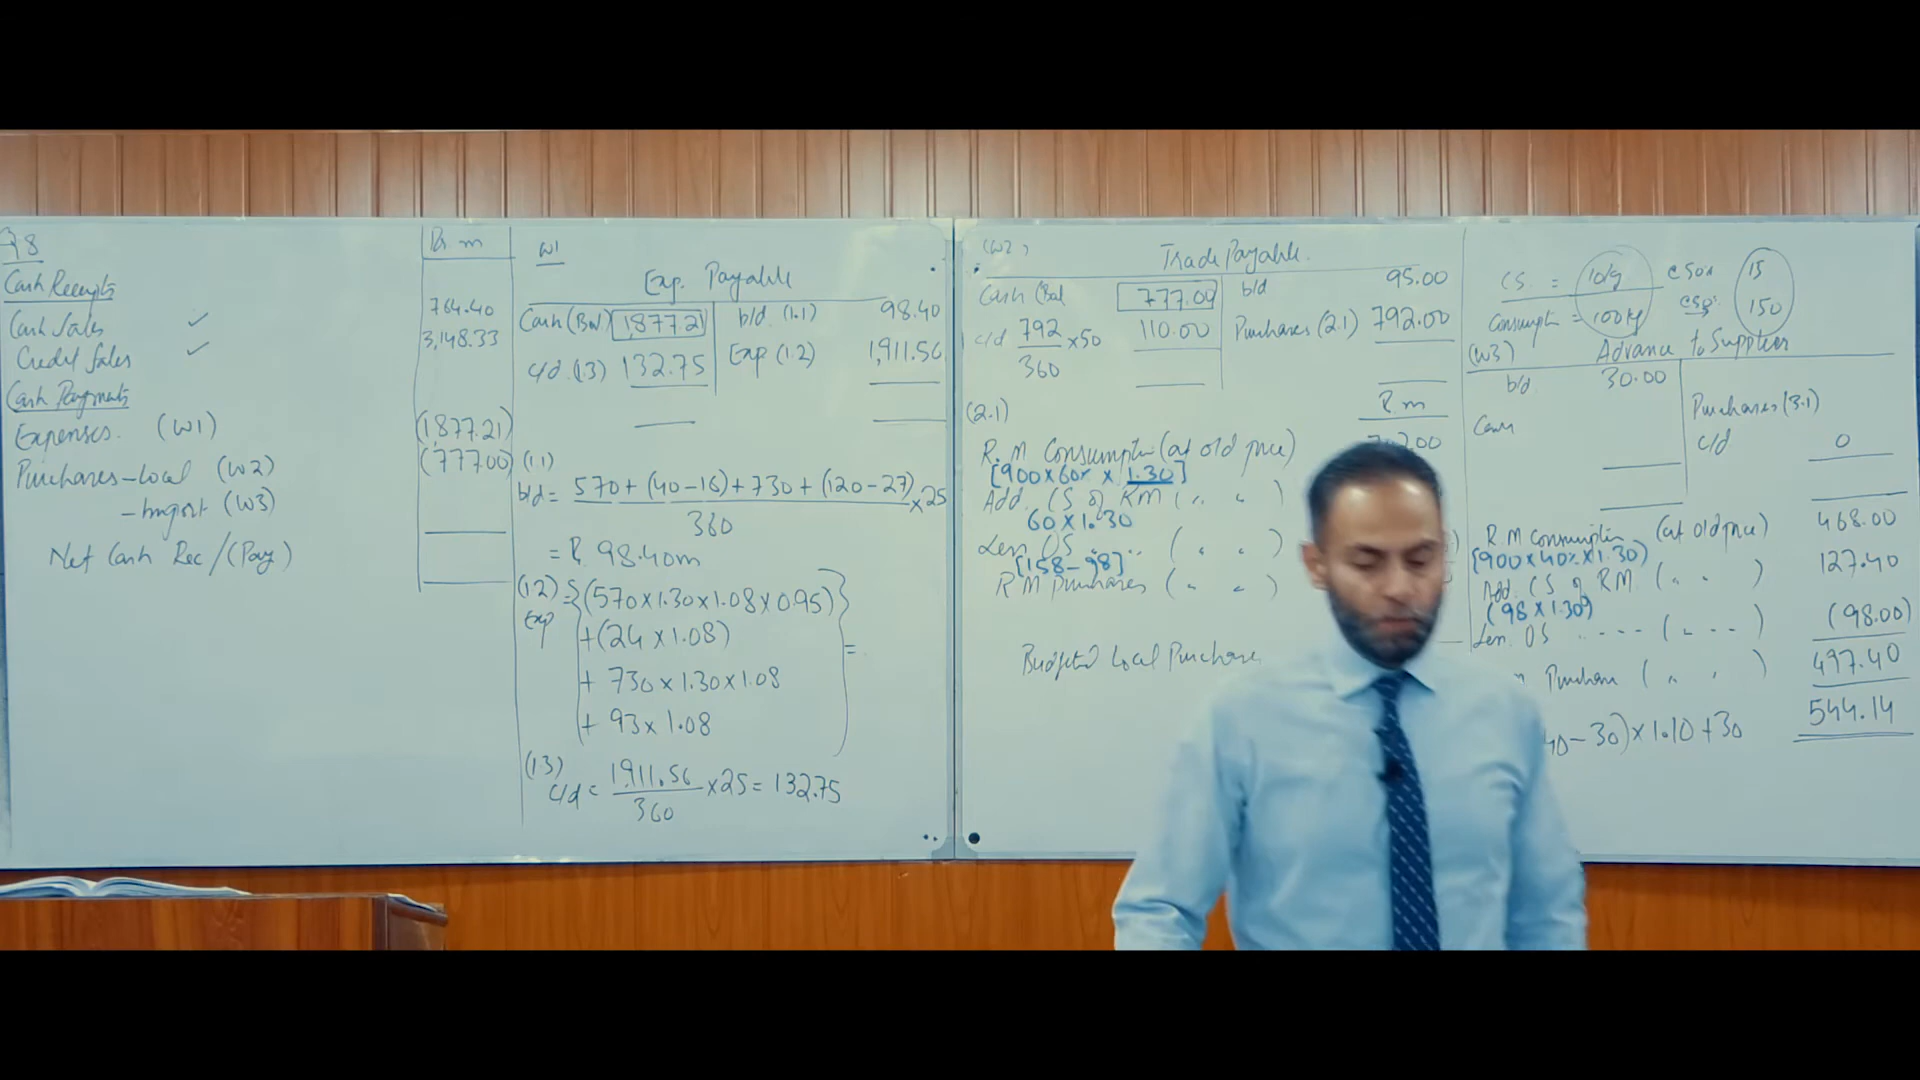 Q8
Rs. m
Cash Receipts
Cash Sales ✓ 764.40
Credit Sales ✓ 3,148.33
Cash Payments
Expenses. (W1) (1,877.21)
Purchases-Local (W2) (777.00)
-Import (W3)
Net Cash Rec/(Pay)
W1
Exp. Payable
Cash (Bal) 1,877.21 b/d. (1.1) 98.40
c/d. (1.3) 132.75 Exp (1.2) 1,911.56
(1.1)
b/d = 570+(40-16)+730+(120-27) ×25
360
= R. 98.40m
(1.2) = {(570×1.30×1.08×0.95)
Exp +(24×1.08)
+ 730×1.30×1.08
+ 93×1.08 } =
(1.3)
c/d = 1911.56 ×25 = 132.75
360
(W2) Trade Payable.
Cash (Bal 777.00 b/d 95.00
c/d 792 ×50 110.00 Purchases (2.1) 792.00
360
(2.1) R.m
R.M Consumption (at old price)
[900×60% × 1.30]
Add. CS of RM (
60×1.30
Less OS (
[158-98]
R M purchases (
Budgeted Local Purchase
CS. = 10kg @50% 15
Consumption = 100kg 150
(W3) Advance to Supplier
b/d 30.00
Purchases (3.1)
Cash
c/d 0
R M consumption (at old price) 468.00
[900×40%×1.30)
Add. CS of RM. ( 127.40
(98×1.30)
Less. OS ( (98.00)
Purchase ( 497.40
40-30)×1.10+30 544.14